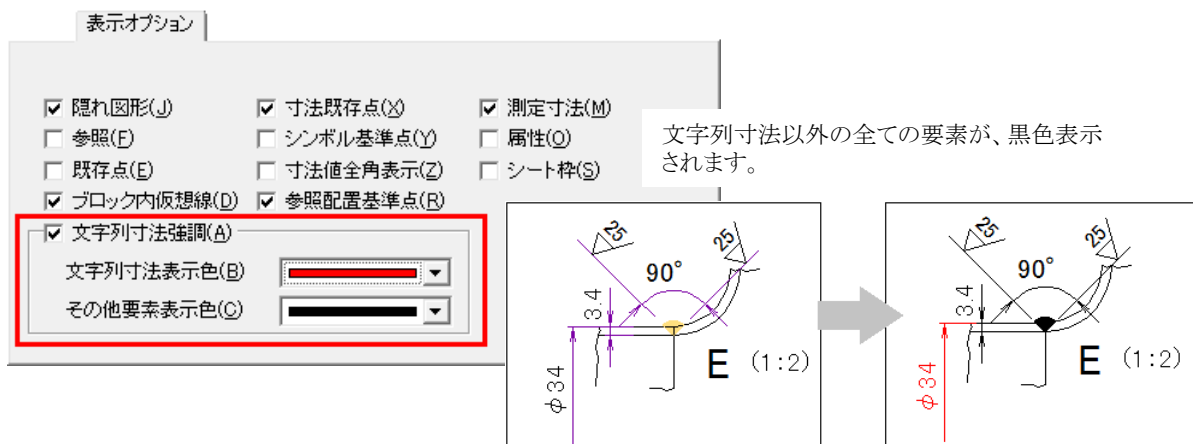 表示オプション
隠れ図形(J)
寸法既存点(X)
測定寸法(M)
参照(F)
シンボル基準点(Y)
属性(O)
既存点(E)
寸法値全角表示(Z)
シート枠(S)
ブロック内仮想線(D)
参照配置基準点(R)
文字列寸法強調(A)
文字列寸法表示色(B)
その他要素表示色(C)
文字列寸法以外の全ての要素が、黒色表示
されます。
25
25
90°
3.4
E (1:2)
φ34
25
25
90°
3.4
E (1:2)
φ34